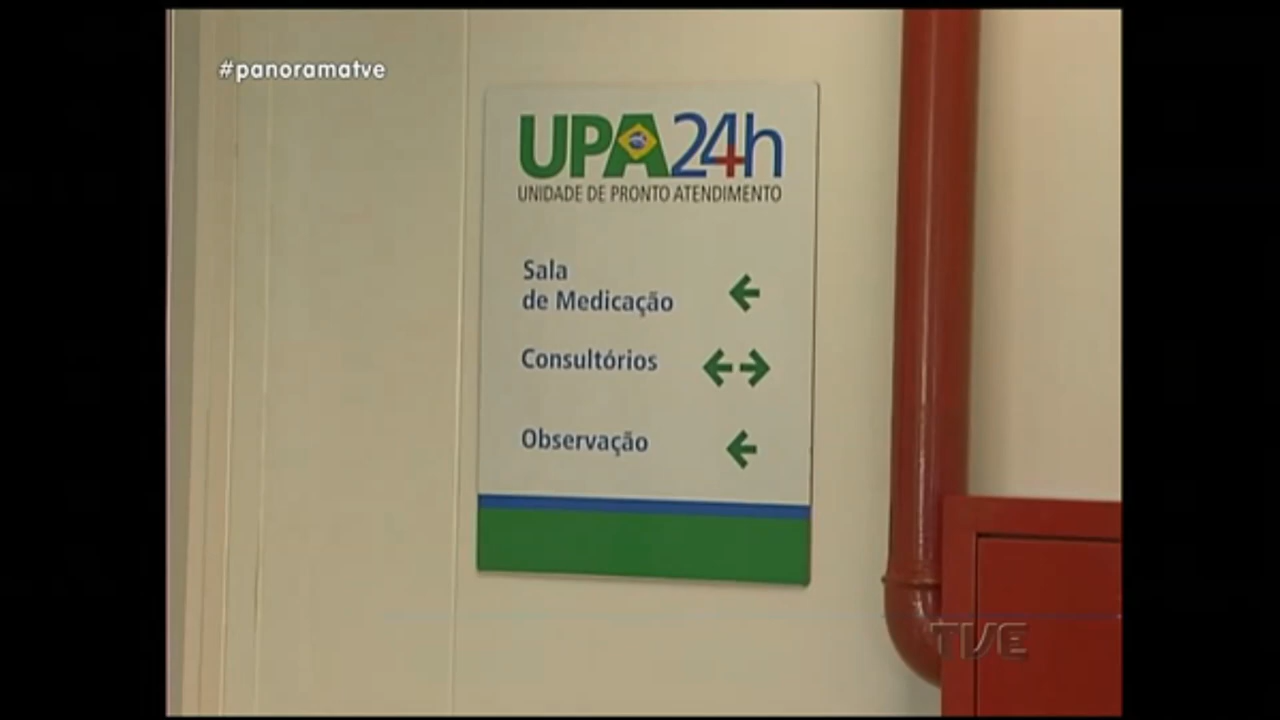 #panoramatve
UPA24h
UNIDADE DE PRONTO ATENDIMENTO
Sala
de Medicação
Consultórios
Observação
TVE